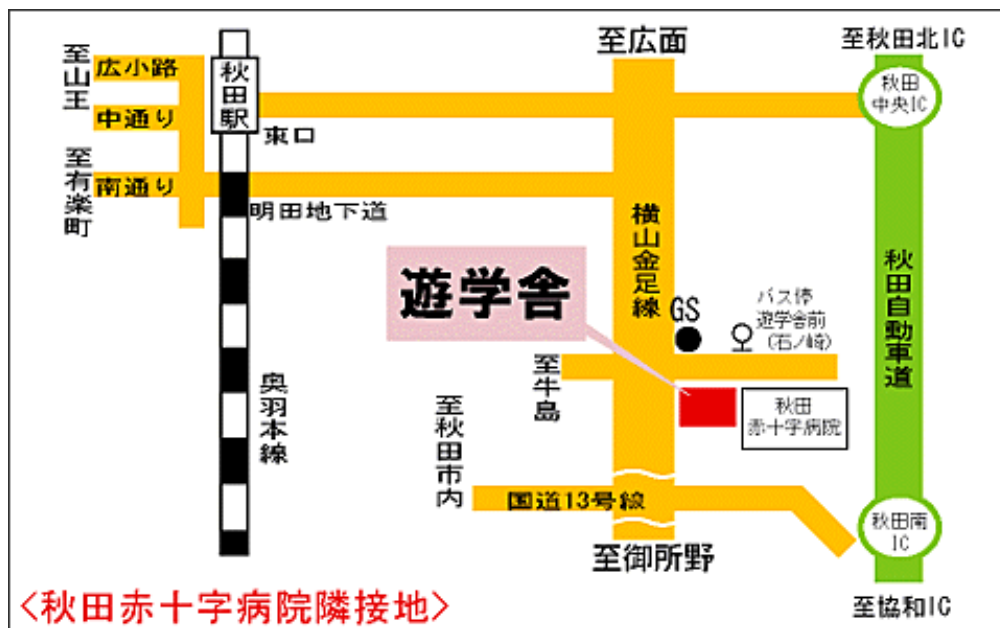 至広面
至秋田北IC
至山王
広小路
秋田駅
秋田
中央IC
中通り
東口
至有楽町
南通り
明田地下道
横山金足線
遊学舎
秋田自動車道
GS
バス停
遊学舎前
(石ノ崎)
至牛島
奥羽本線
至秋田市内
秋田
赤十字病院
国道13号線
秋田南
IC
至御所野
<秋田赤十字病院隣接地>
至協和IC